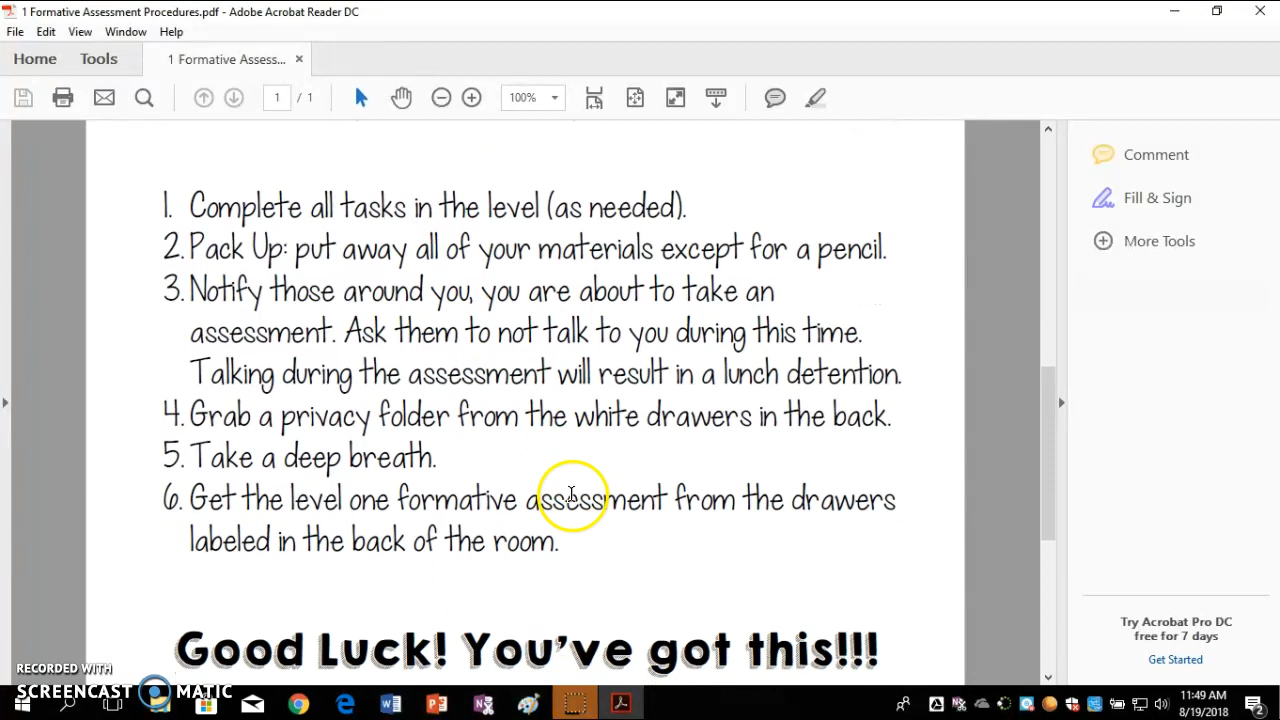 1 Formative Assessment Procedures.pdf - Adobe Acrobat Reader DC
File Edit View Window Help
Home Tools 1 Formative Assess... ×
1 / 1 100%
Comment
Fill & Sign
More Tools
1. Complete all tasks in the level (as needed).
2. Pack Up: put away all of your materials except for a pencil.
3. Notify those around you, you are about to take an
assessment. Ask them to not talk to you during this time.
Talking during the assessment will result in a lunch detention.
4. Grab a privacy folder from the white drawers in the back.
5. Take a deep breath.
6. Get the level one formative assessment from the drawers
labeled in the back of the room.
Good Luck! You've got this!!!
Try Acrobat Pro DC
free for 7 days
Get Started
RECORDED WITH
SCREENCAST MATIC
11:49 AM
8/19/2018
2